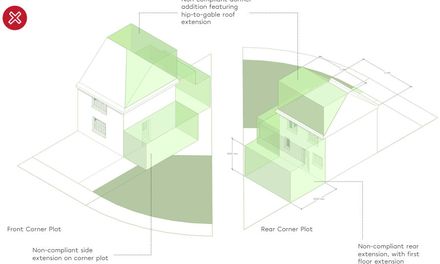 addition featuring
hip-to-gable roof
extension
Front Corner Plot
Rear Corner Plot
Non-compliant side
extension on corner plot
Non-compliant rear
extension, with first
floor extension